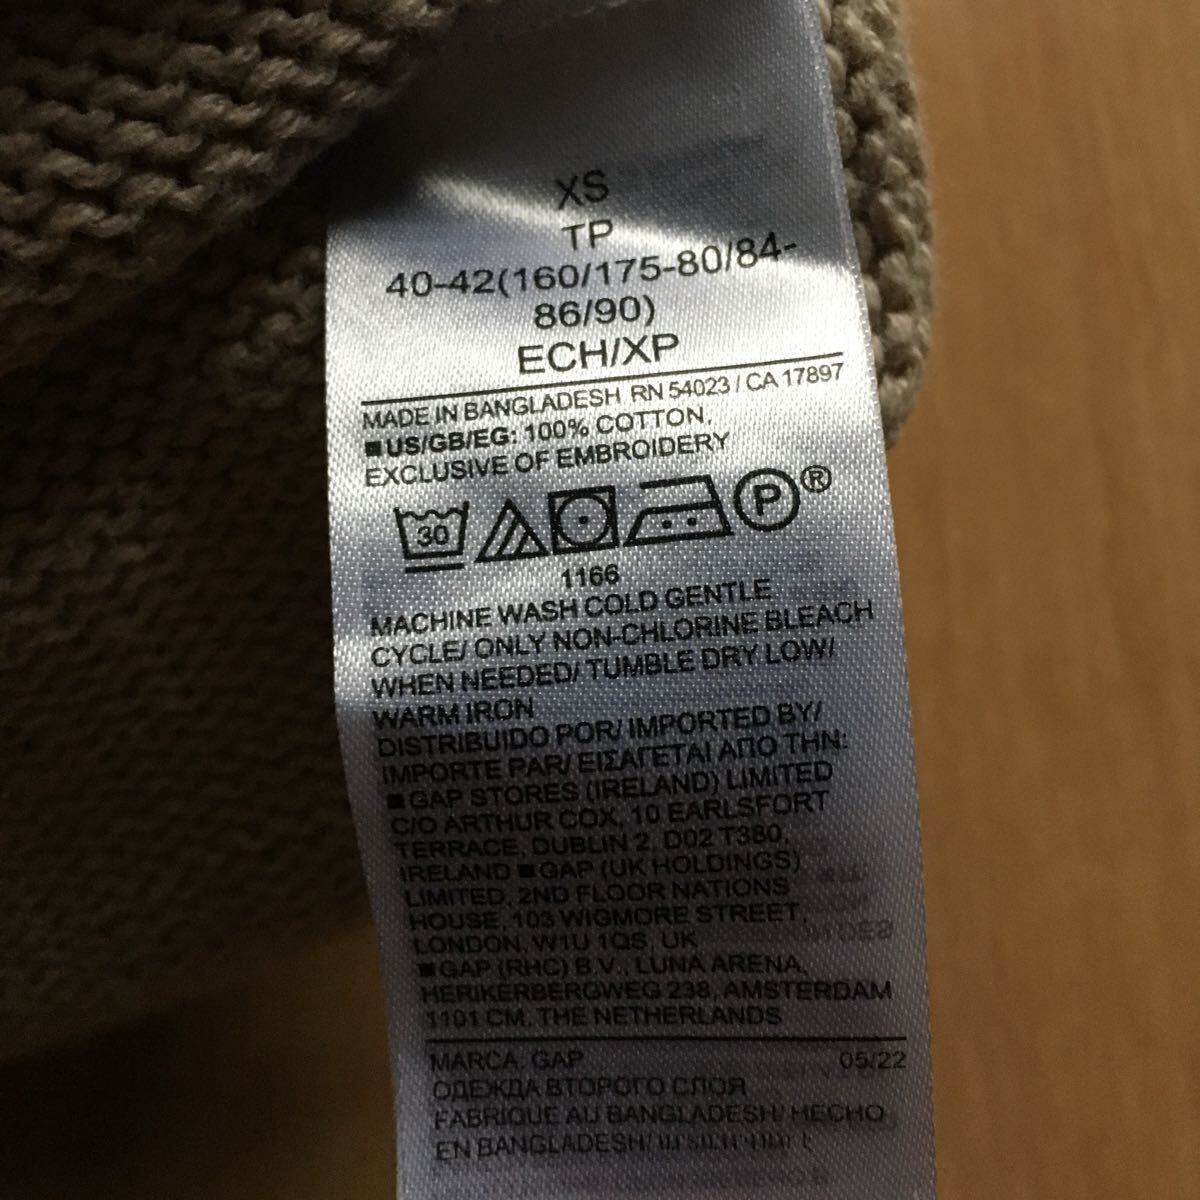 XS
TP
40-42(160/175-80/84-
86/90)
ECH/XP
MADE IN BANGLADESH RN 54023 / CA 17897
■US/GB/EG: 100% COTTON,
EXCLUSIVE OF EMBROIDERY
30 P®
1166
MACHINE WASH COLD GENTLE
CYCLE/ ONLY NON-CHLORINE BLEACH
WHEN NEEDED/ TUMBLE DRY LOW/
WARM IRON
DISTRIBUIDO POR/ IMPORTED BY/
IMPORTE PAR/ ΕΙΣΑΓΕΤΑΙ ΑΠΟ ΤΗΝ:
■GAP STORES (IRELAND) LIMITED
C/O ARTHUR COX, 10 EARLSFORT
TERRACE, DUBLIN 2, D02 T380,
IRELAND ■GAP (UK HOLDINGS)
LIMITED, 2ND FLOOR NATIONS
HOUSE, 103 WIGMORE STREET,
LONDON, W1U 1QS, UK
■GAP (RHC) B.V., LUNA ARENA,
HERIKERBERGWEG 238, AMSTERDAM
1101 CM, THE NETHERLANDS
MARCA: GAP 05/22
ОДЕЖДА ВТОРОГО СЛОЯ
FABRIQUE AU BANGLADESH/ HECHO
EN BANGLADESH/